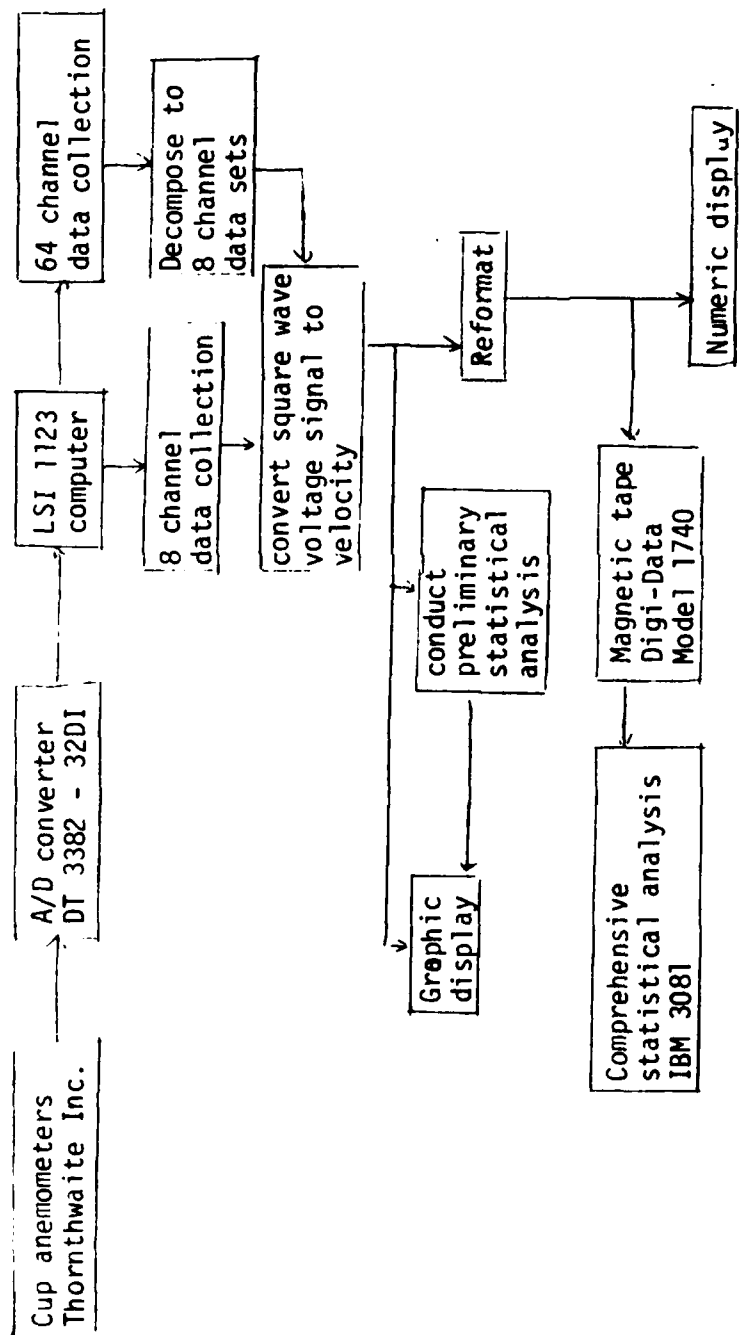 Cup anemometers
Thornthwaite Inc.
A/D converter
DT 3382 - 32DI
LSI 1123
computer
64 channel
data collection
8 channel
data collection
Decompose to
8 channel
data sets
convert square wave
voltage signal to
velocity
Graphic
display
conduct
preliminary
statistical
analysis
Reformat
Comprehensive
statistical analysis
IBM 3081
Magnetic tape
Digi-Data
Model 1740
Numeric display